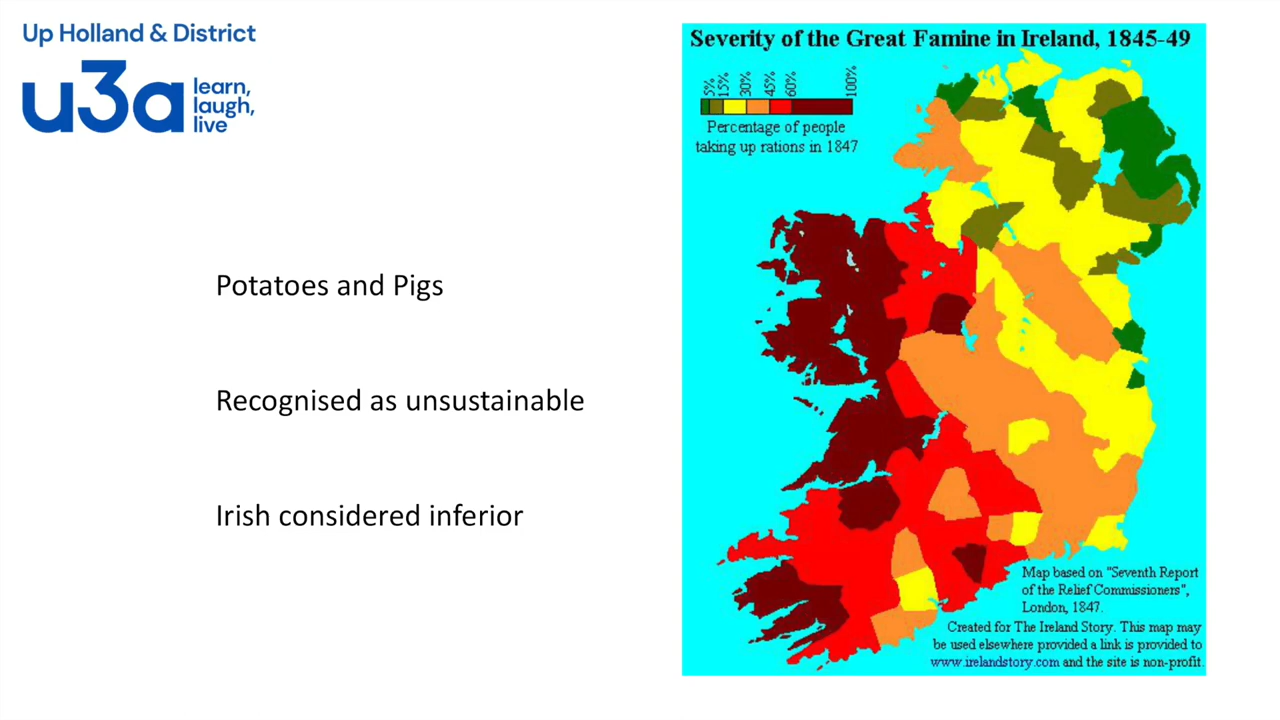 Up Holland & District
u3a
learn,
laugh,
live
Potatoes and Pigs
Recognised as unsustainable
Irish considered inferior
Severity of the Great Famine in Ireland, 1845-49
5%
15%
30%
45%
60%
100%
Percentage of people
taking up rations in 1847
Map based on "Seventh Report
of the Relief Commissioners",
London, 1847.
Created for The Ireland Story. This map may
be used elsewhere provided a link is provided to
www.irelandstory.com and the site is non-profit.